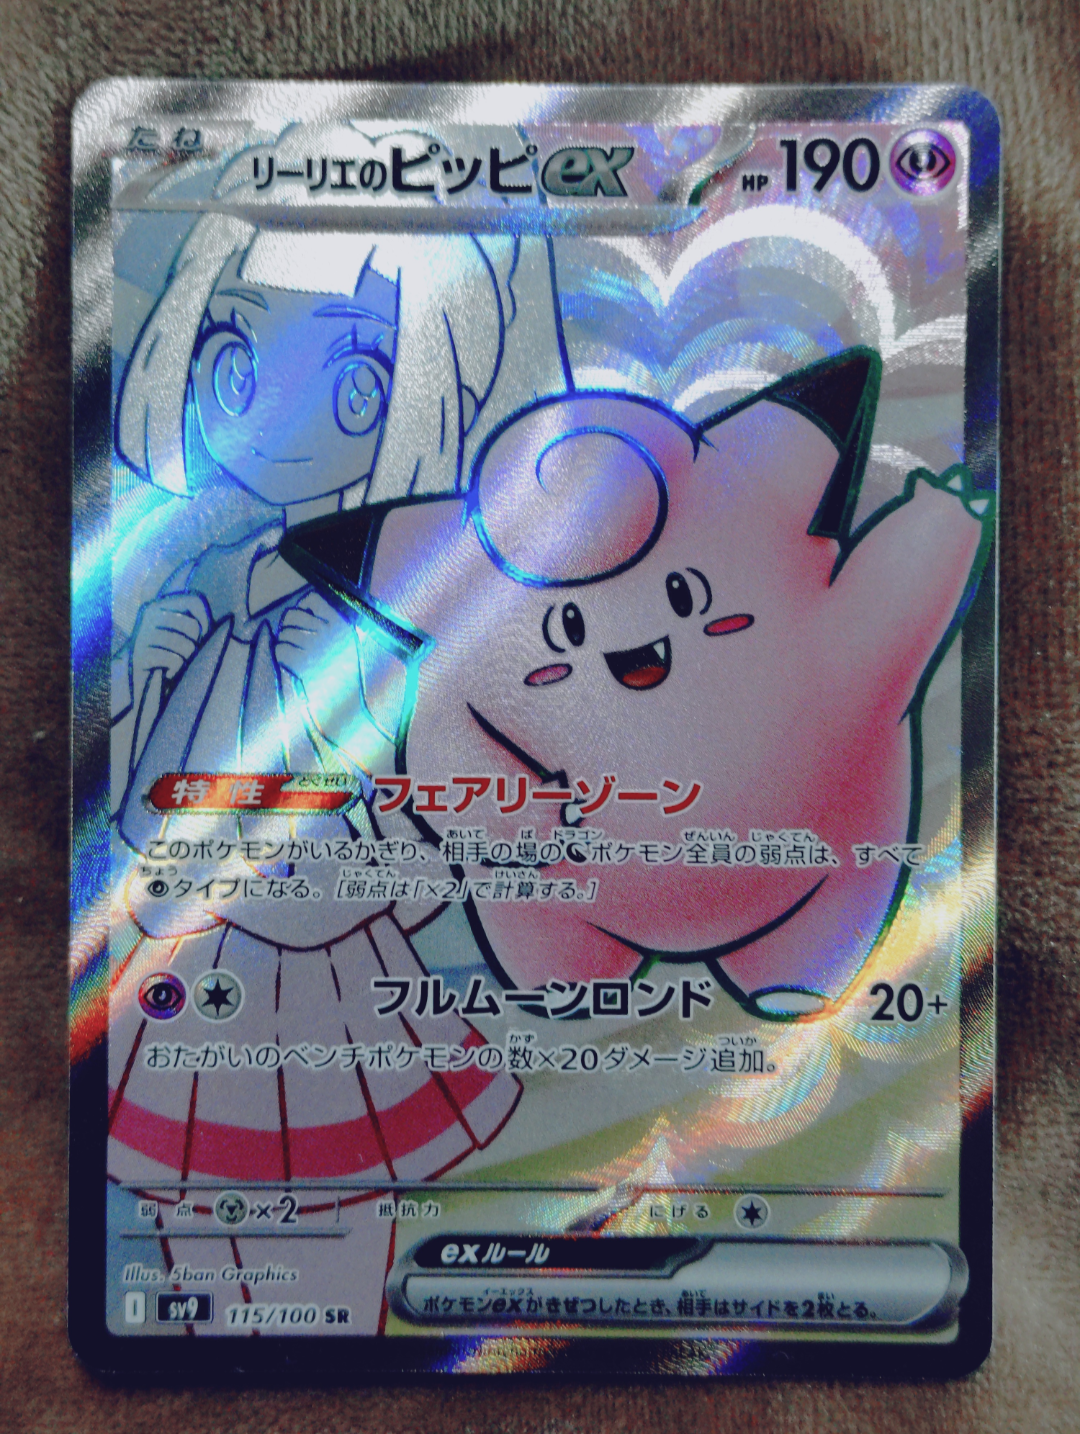 たね
リーリエのピッピex HP 190
特性 とくせい フェアリーゾーン
このポケモンがいるかぎり、相手の場のポケモン全員の弱点は、すべて
タイプになる。[弱点は「×2」で計算する。]
フルムーンロンド 20+
おたがいのベンチポケモンの数×20ダメージ追加。
弱点 ×2 抵抗力 にげる
exルール
ポケモンexがきぜつしたとき、相手はサイドを2枚とる。
Illus. 5ban Graphics
I sv9 115/100 SR